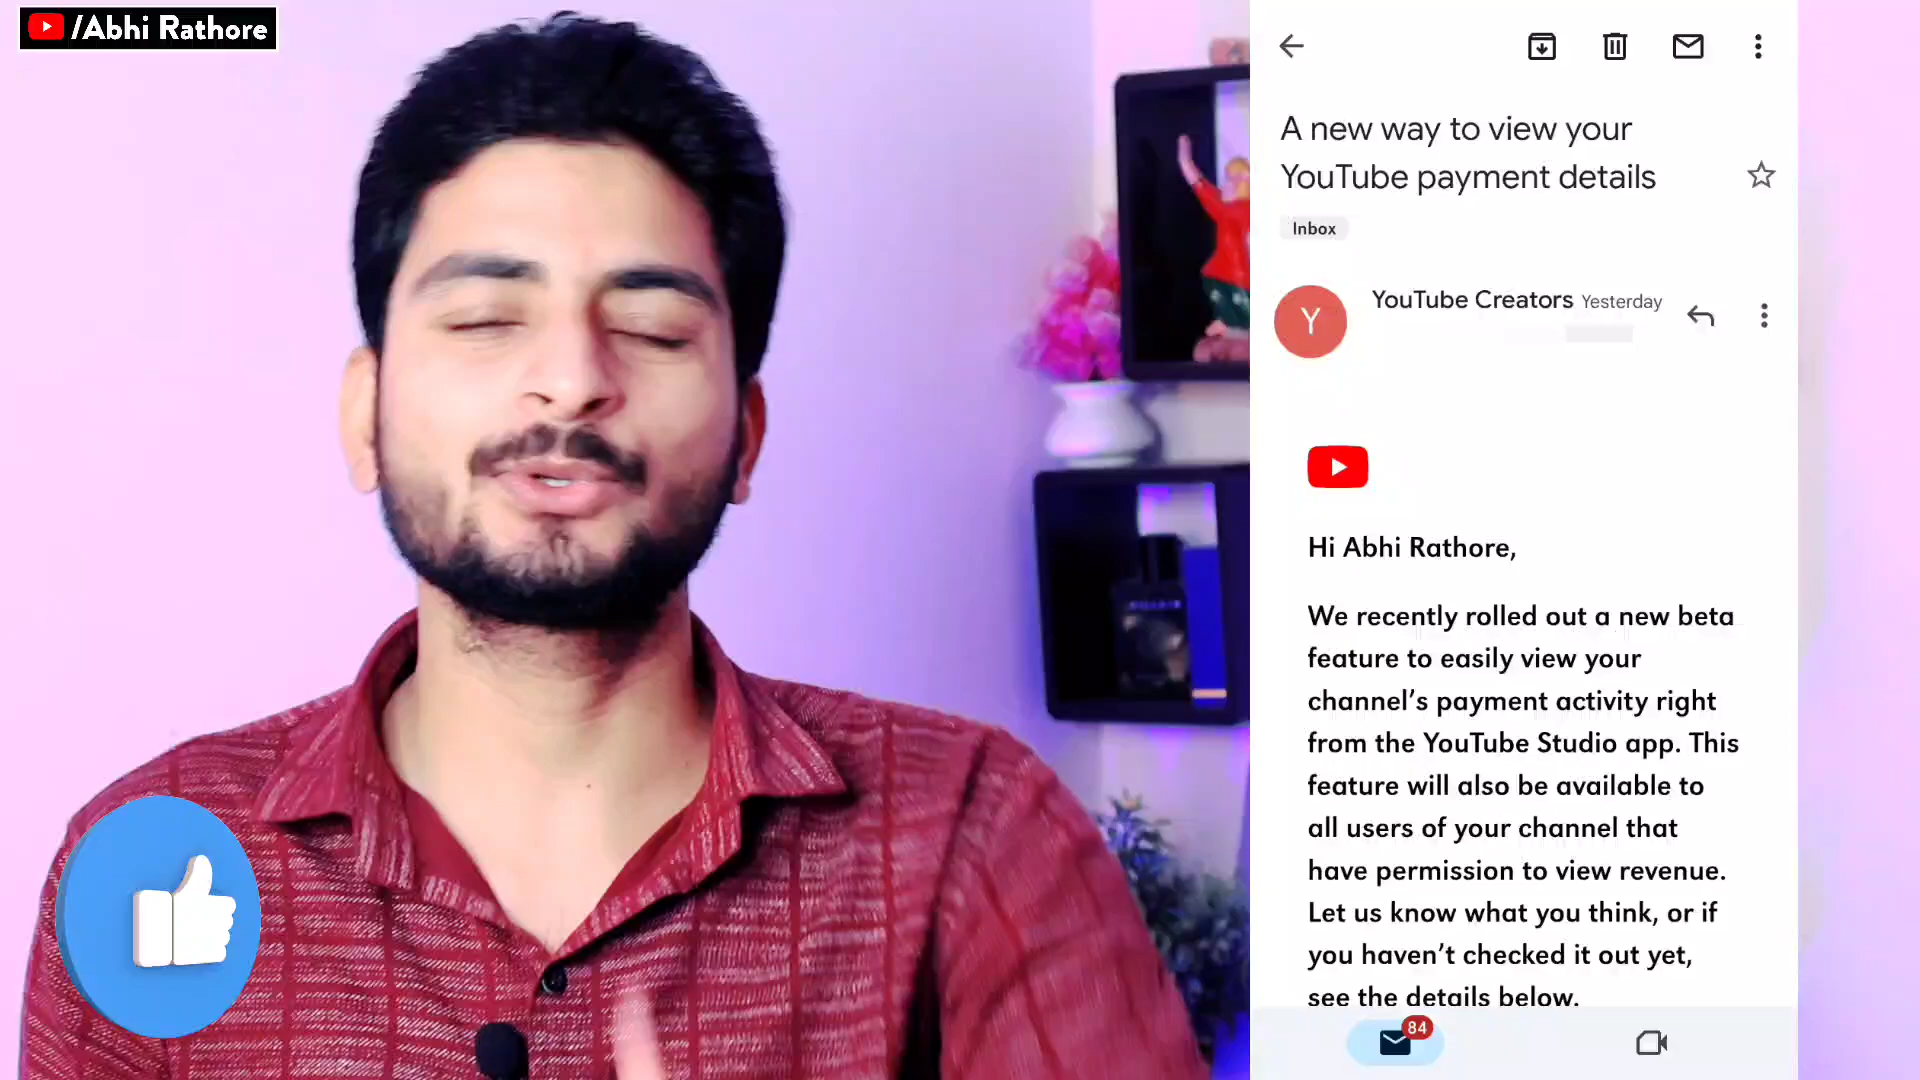 /Abhi Rathore
A new way to view your
YouTube payment details
Inbox
Y
YouTube Creators Yesterday
Hi Abhi Rathore,
We recently rolled out a new beta
feature to easily view your
channel’s payment activity right
from the YouTube Studio app. This
feature will also be available to
all users of your channel that
have permission to view revenue.
Let us know what you think, or if
you haven’t checked it out yet,
see the details below.
84